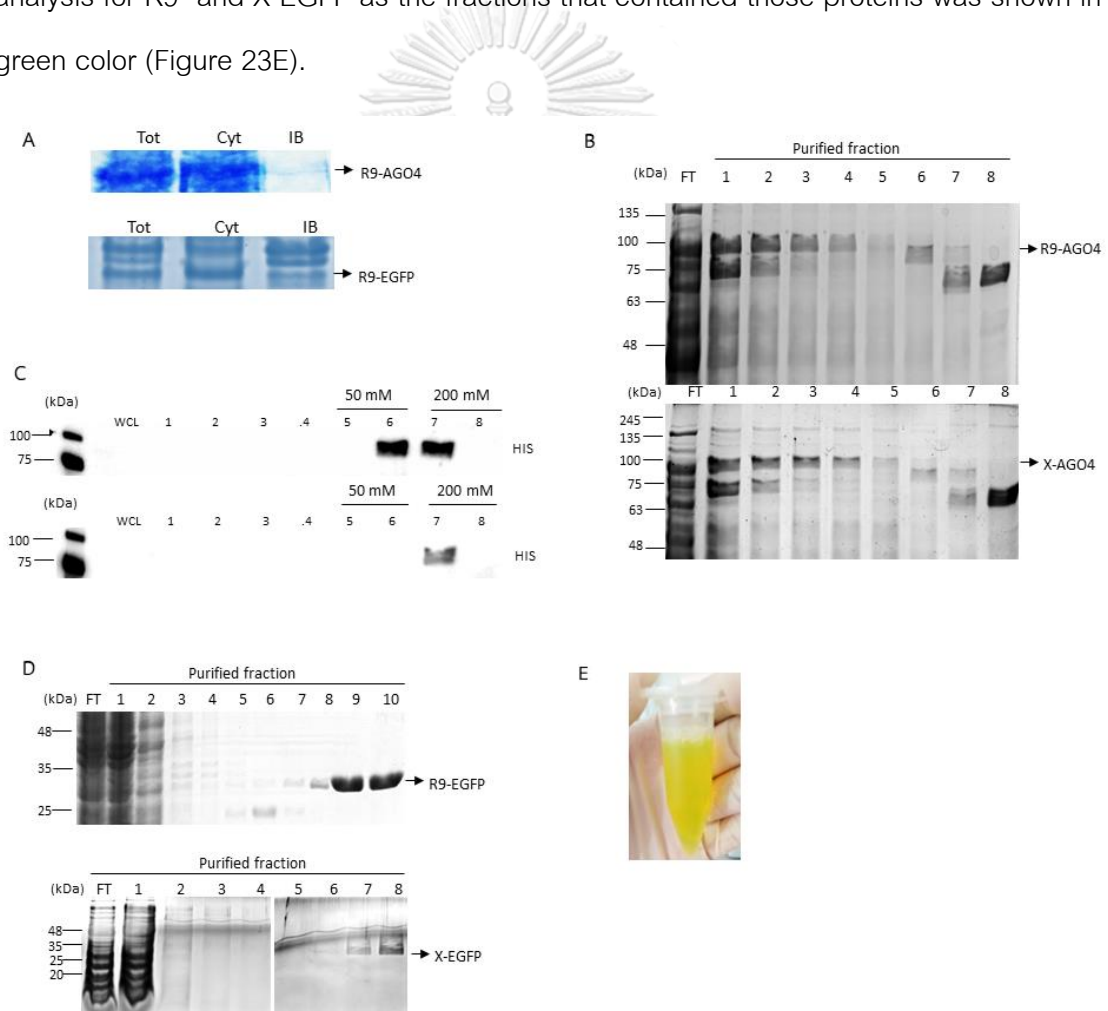 analysis for R9- and X-EGFP as the fractions that contained those proteins was shown in
green color (Figure 23E).
A
Tot Cyt IB
R9-AGO4
Tot Cyt IB
R9-EGFP
B
Purified fraction
(kDa) FT 1 2 3 4 5 6 7 8
135
100
75
63
48
R9-AGO4
(kDa) FT 1 2 3 4 5 6 7 8
245
135
100
75
63
48
X-AGO4
C
(kDa)
50 mM 200 mM
WCL 1 2 3 .4 5 6 7 8
100
75
HIS
(kDa)
50 mM 200 mM
WCL 1 2 3 .4 5 6 7 8
100
75
HIS
D
Purified fraction
(kDa) FT 1 2 3 4 5 6 7 8 9 10
48
35
25
R9-EGFP
Purified fraction
(kDa) FT 1 2 3 4 5 6 7 8
48
35
25
20
X-EGFP
E